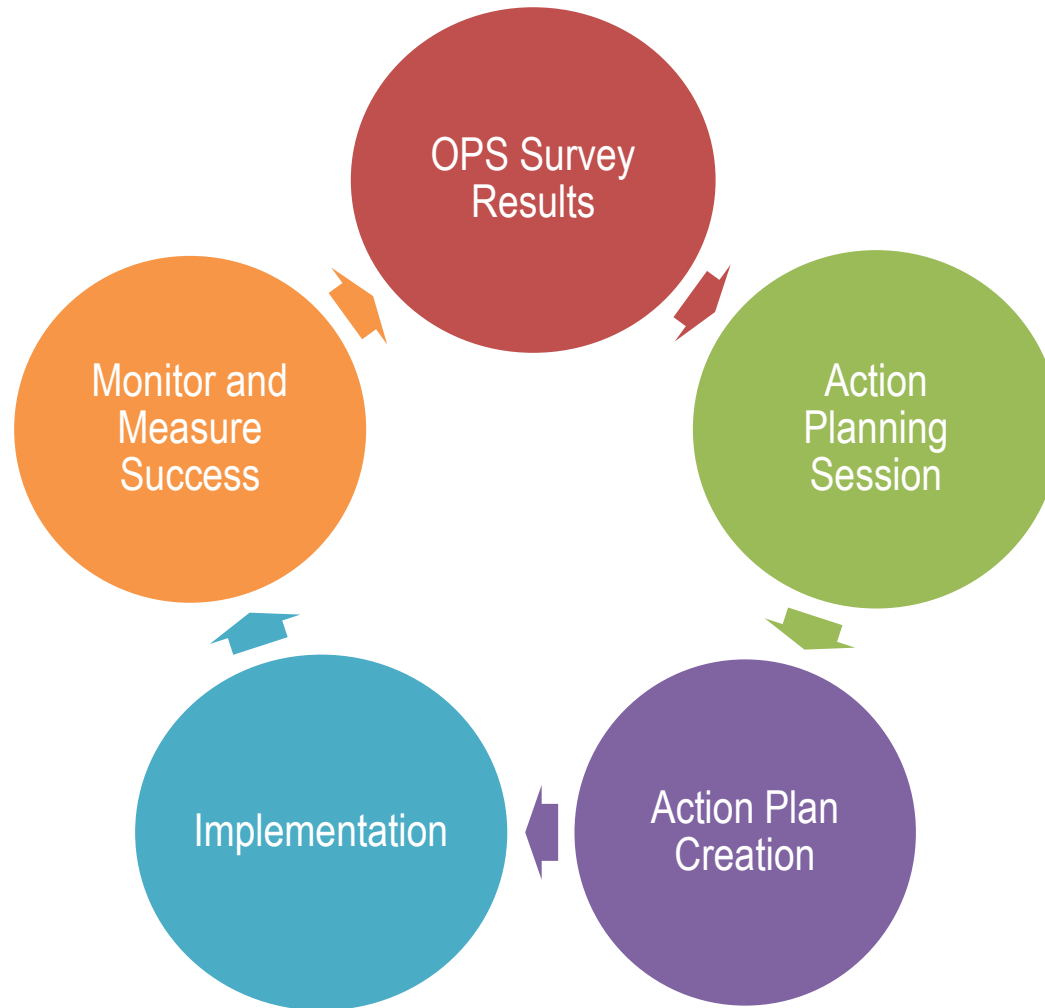 OPS Survey
Results
Action
Planning
Session
Action Plan
Creation
Implementation
Monitor and
Measure
Success